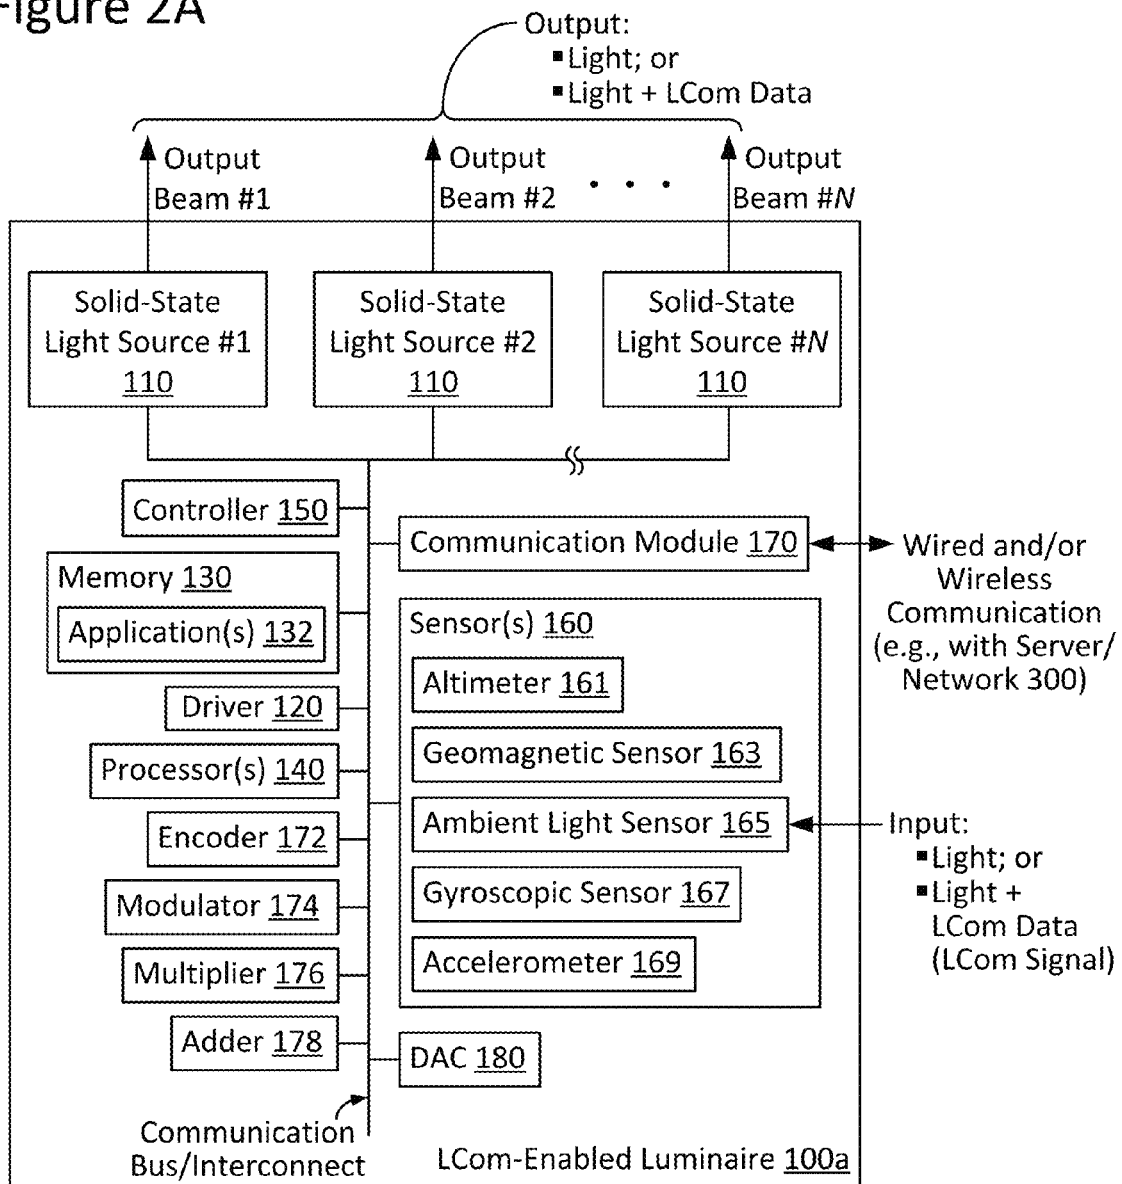 Figure 2A
Output:
▪Light; or
▪Light + LCom Data
Output
Beam #1
Output
Beam #2
. . .
Output
Beam #N
Solid-State
Light Source #1
110
Solid-State
Light Source #2
110
Solid-State
Light Source #N
110
Controller 150
Communication Module 170
Wired and/or
Wireless
Communication
(e.g., with Server/
Network 300)
Memory 130
Application(s) 132
Driver 120
Processor(s) 140
Encoder 172
Modulator 174
Multiplier 176
Adder 178
Sensor(s) 160
Altimeter 161
Geomagnetic Sensor 163
Ambient Light Sensor 165
Gyroscopic Sensor 167
Accelerometer 169
Input:
▪Light; or
▪Light +
LCom Data
(LCom Signal)
DAC 180
Communication
Bus/Interconnect
LCom-Enabled Luminaire 100a